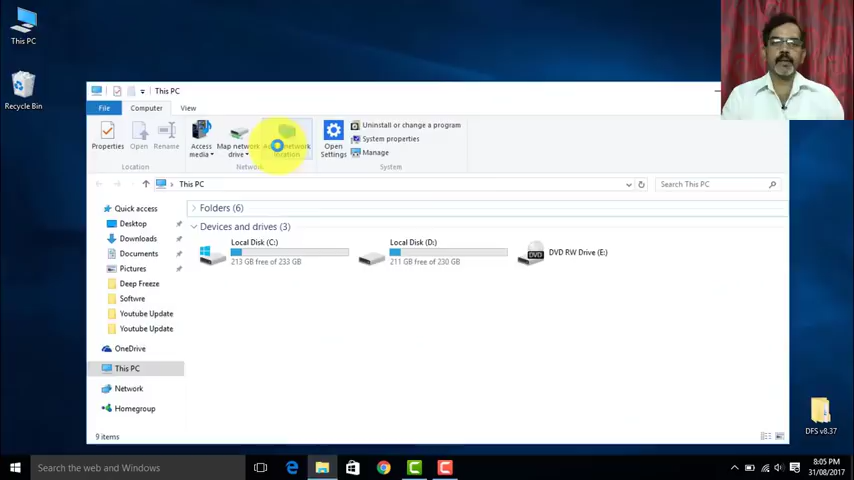 This PC
Recycle Bin
This PC
File
Computer
View
Properties
Open
Rename
Access media
Map network drive
network
Open Settings
Uninstall or change a program
System properties
Manage
Location
Network
System
This PC
Search This PC
Quick access
Desktop
Downloads
Documents
Pictures
Deep Freeze
Softwre
Youtube Update
Youtube Update
OneDrive
This PC
Network
Homegroup
Folders (6)
Devices and drives (3)
Local Disk (C:)
213 GB free of 233 GB
Local Disk (D:)
211 GB free of 230 GB
DVD
DVD RW Drive (E:)
9 items
DFS v8.37
Search the web and Windows
8:05 PM
31/08/2017